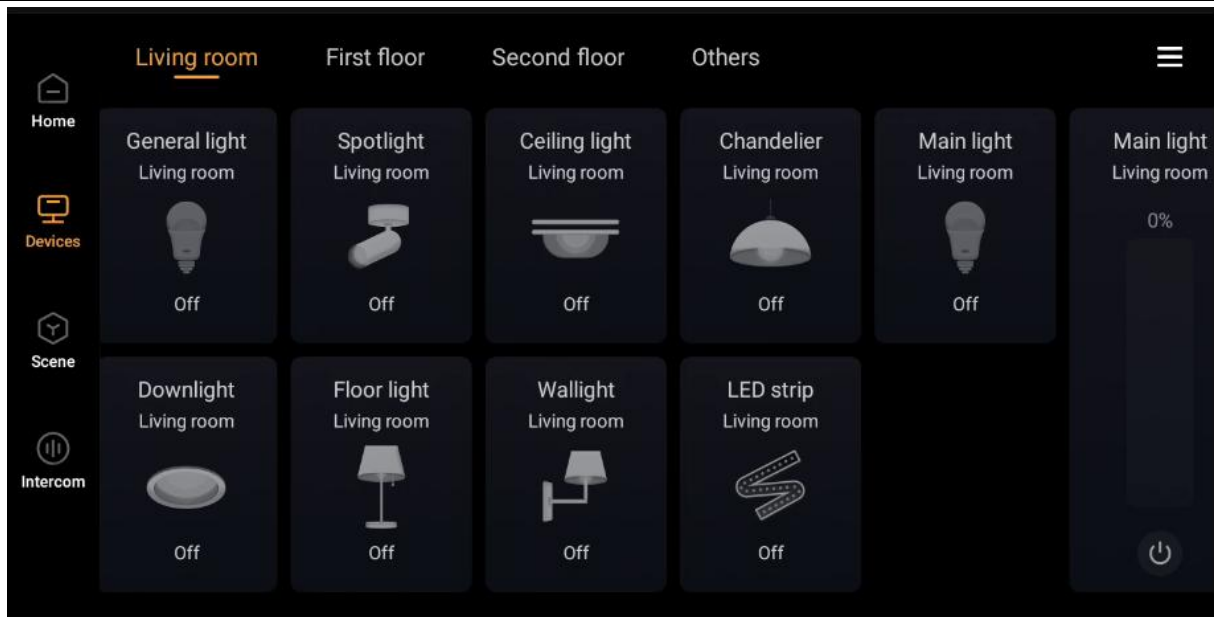 Living room
First floor
Second floor
Others
Home
Devices
Scene
Intercom
General light
Living room
Off
Spotlight
Living room
Off
Ceiling light
Living room
Off
Chandelier
Living room
Off
Main light
Living room
Off
Main light
Living room
0%
Downlight
Living room
Off
Floor light
Living room
Off
Wallight
Living room
Off
LED strip
Living room
Off